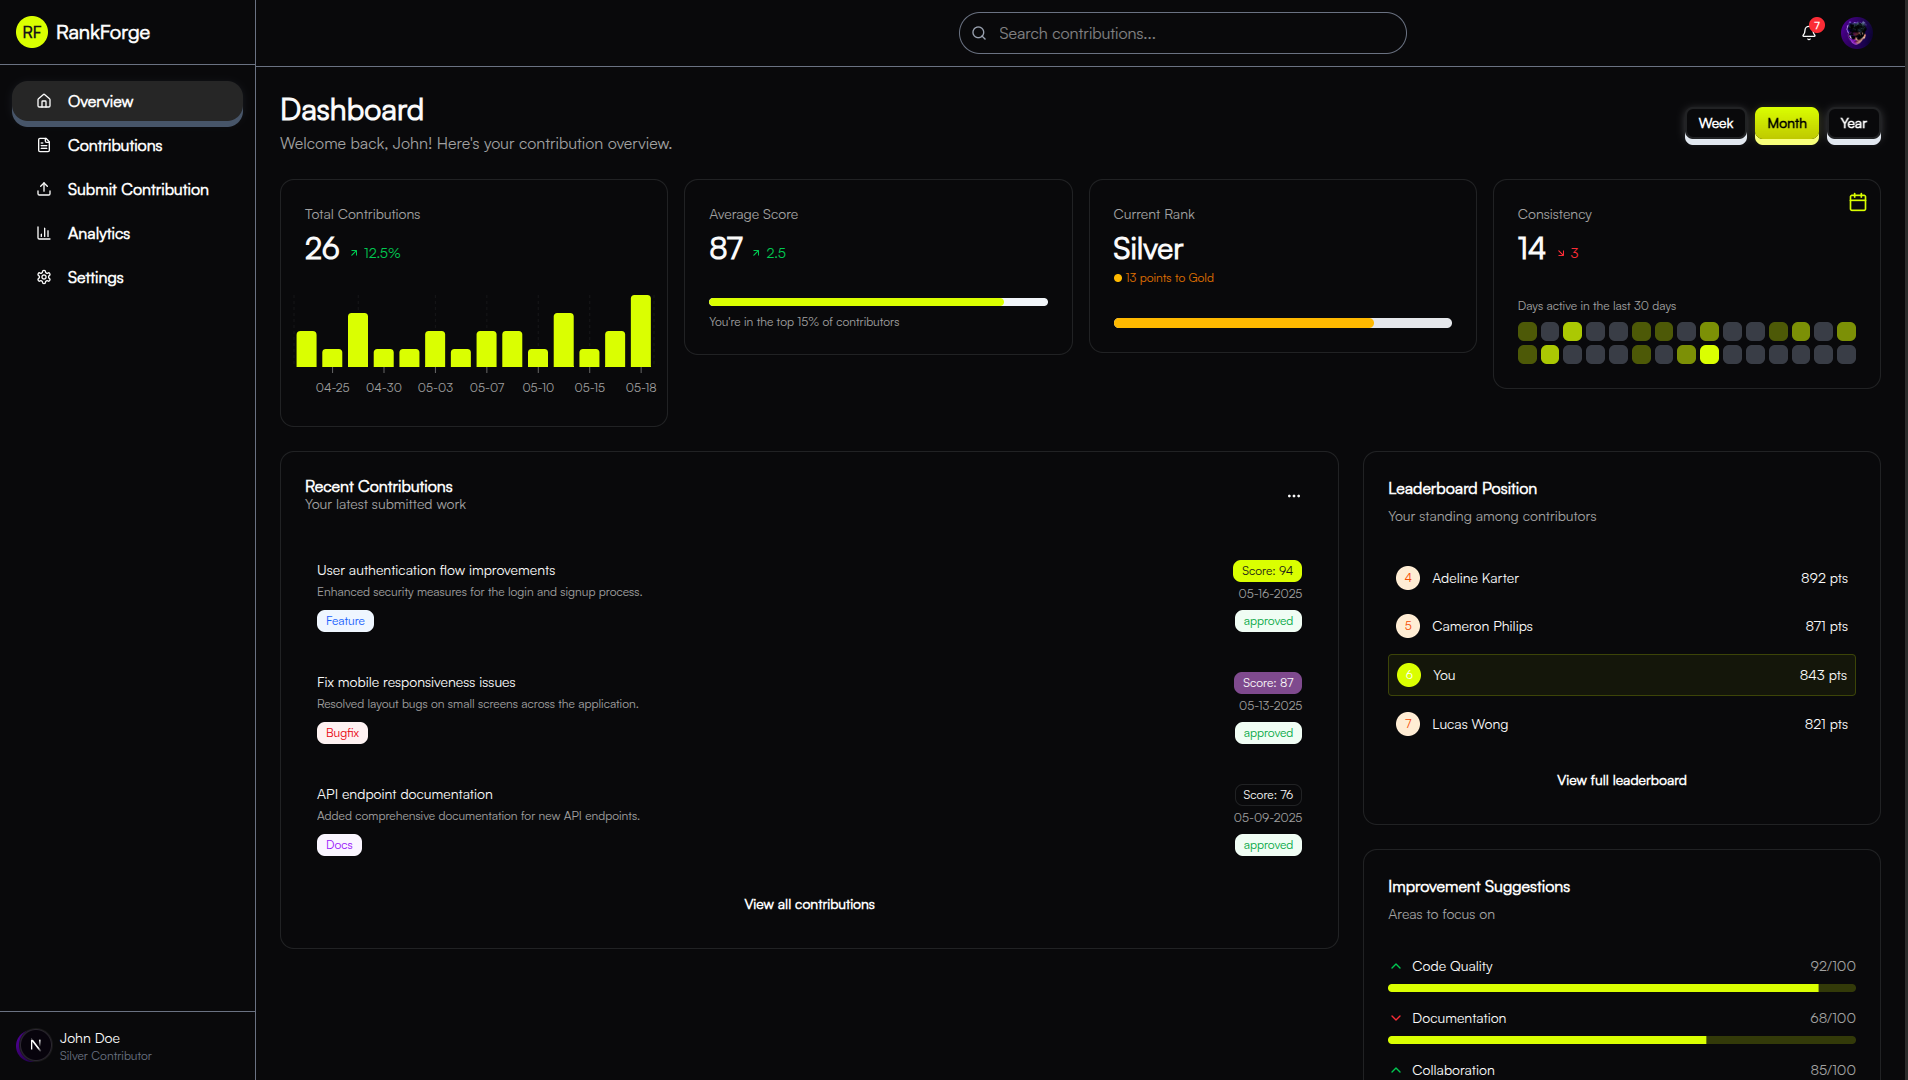 RF RankForge
Search contributions...
7
Overview
Contributions
Submit Contribution
Analytics
Settings
Dashboard
Welcome back, John! Here's your contribution overview.
Week Month Year
Total Contributions
26 12.5%
04-25 04-30 05-03 05-07 05-10 05-15 05-18
Average Score
87 2.5
You're in the top 15% of contributors
Current Rank
Silver
13 points to Gold
Consistency
14 3
Days active in the last 30 days
Recent Contributions
Your latest submitted work
User authentication flow improvements
Enhanced security measures for the login and signup process.
Feature
Score: 94
05-16-2025
approved
Fix mobile responsiveness issues
Resolved layout bugs on small screens across the application.
Bugfix
Score: 87
05-13-2025
approved
API endpoint documentation
Added comprehensive documentation for new API endpoints.
Docs
Score: 76
05-09-2025
approved
View all contributions
Leaderboard Position
Your standing among contributors
4 Adeline Karter 892 pts
5 Cameron Philips 871 pts
6 You 843 pts
7 Lucas Wong 821 pts
View full leaderboard
Improvement Suggestions
Areas to focus on
Code Quality 92/100
Documentation 68/100
Collaboration 85/100
N
John Doe
Silver Contributor